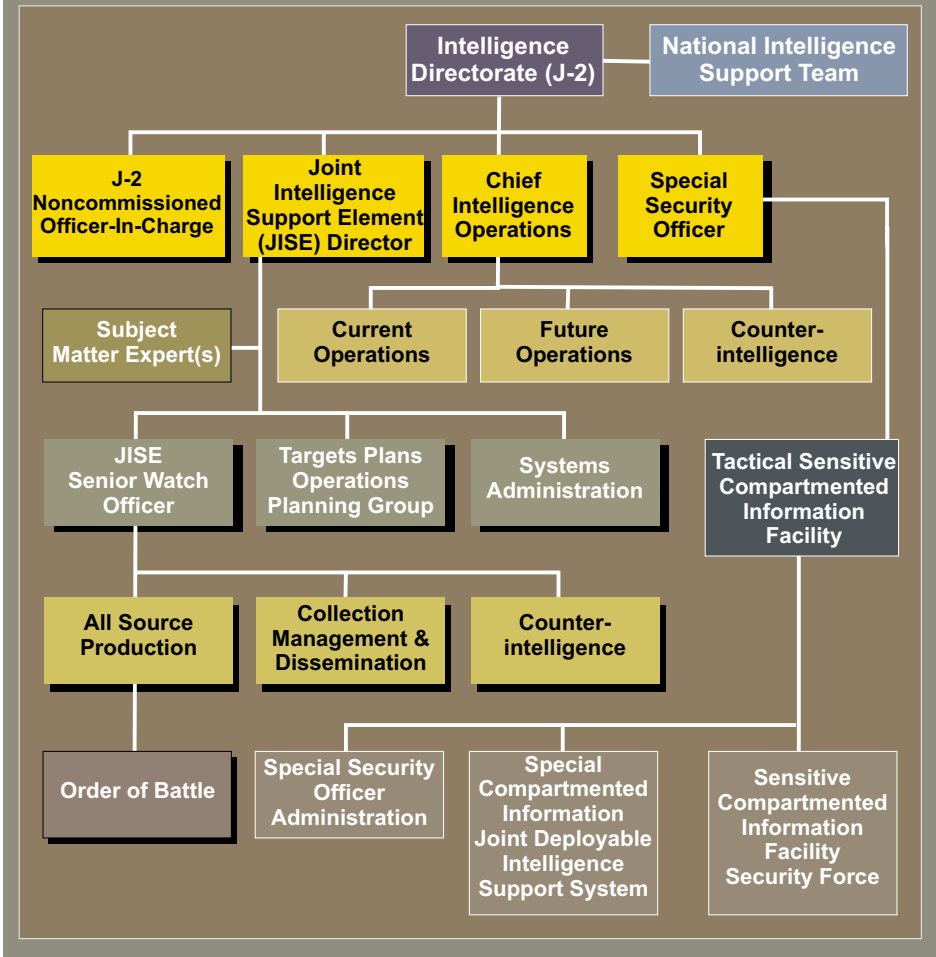 Intelligence
Directorate (J-2)
National Intelligence
Support Team
J-2
Noncommissioned
Officer-In-Charge
Joint
Intelligence
Support Element
(JISE) Director
Chief
Intelligence
Operations
Special
Security
Officer
Subject
Matter Expert(s)
Current
Operations
Future
Operations
Counter-
intelligence
JISE
Senior Watch
Officer
Targets Plans
Operations
Planning Group
Systems
Administration
Tactical Sensitive
Compartmented
Information
Facility
All Source
Production
Collection
Management &
Dissemination
Counter-
intelligence
Order of Battle
Special Security
Officer
Administration
Special
Compartmented
Information
Joint Deployable
Intelligence
Support System
Sensitive
Compartmented
Information
Facility
Security Force